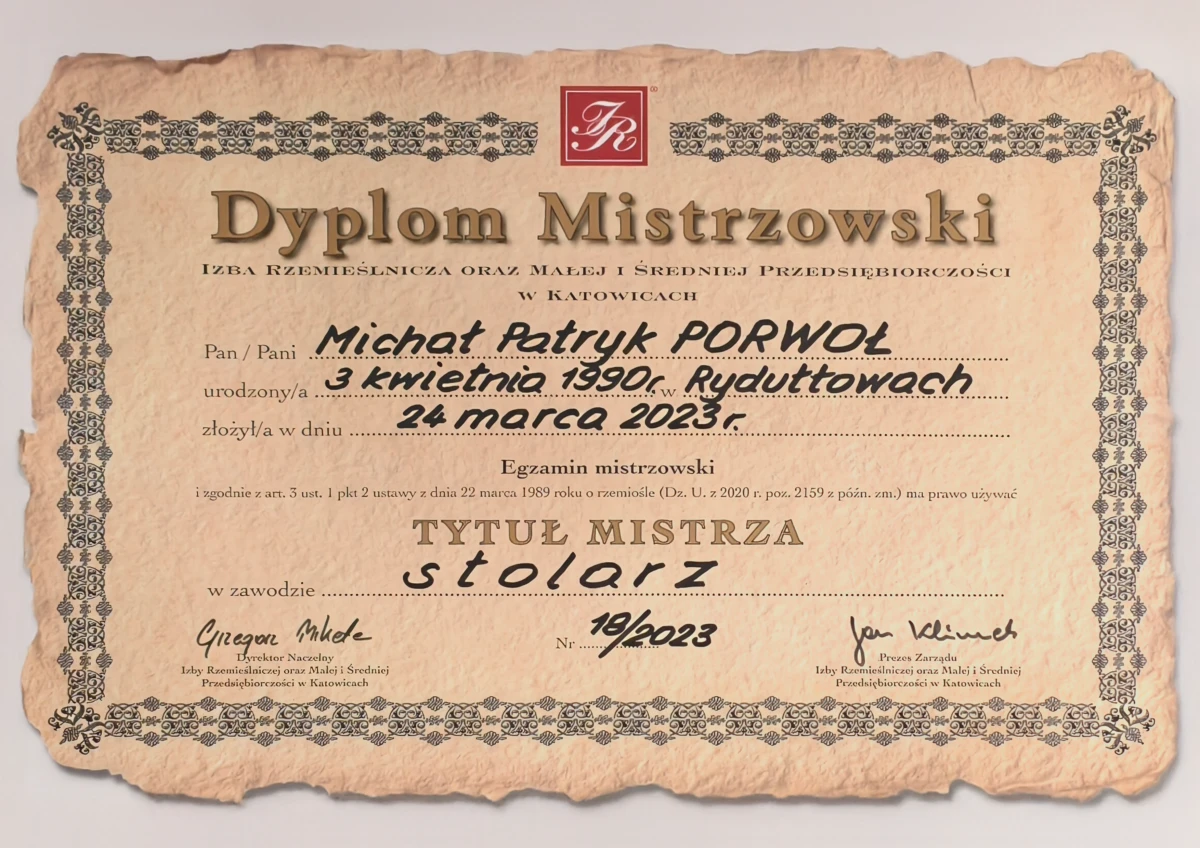 IR
Dyplom Mistrzowski
Izba Rzemieślnicza oraz Małej i Średniej Przedsiębiorczości
w Katowicach
Pan / Pani Michał Patryk PORWOŁ
urodzony/a 3 kwietnia 1990r. w Rydułtowach
złożył/a w dniu 24 marca 2023r.
Egzamin mistrzowski
i zgodnie z art. 3 ust. 1 pkt 2 ustawy z dnia 22 marca 1989 roku o rzemiośle (Dz. U. z 2020 r. poz. 2159 z późn. zm.) ma prawo używać
TYTUŁ MISTRZA
w zawodzie stolarz
Grzegorz
Jan
Nr 18/2023
Dyrektor Naczelny
Izby Rzemieślniczej oraz Małej i Średniej
Przedsiębiorczości w Katowicach
Prezes Zarządu
Izby Rzemieślniczej oraz Małej i Średniej
Przedsiębiorczości w Katowicach